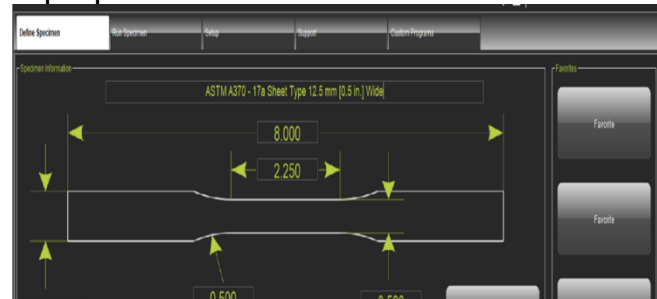 Define Specimen
Run Specimen
Setup
Support
Custom Programs
Specimen Information
Favorites
ASTM A370 - 17a Sheet Type 12.5 mm [0.5 in.] Wide
8.000
Favorite
2.250
Favorite
0.500